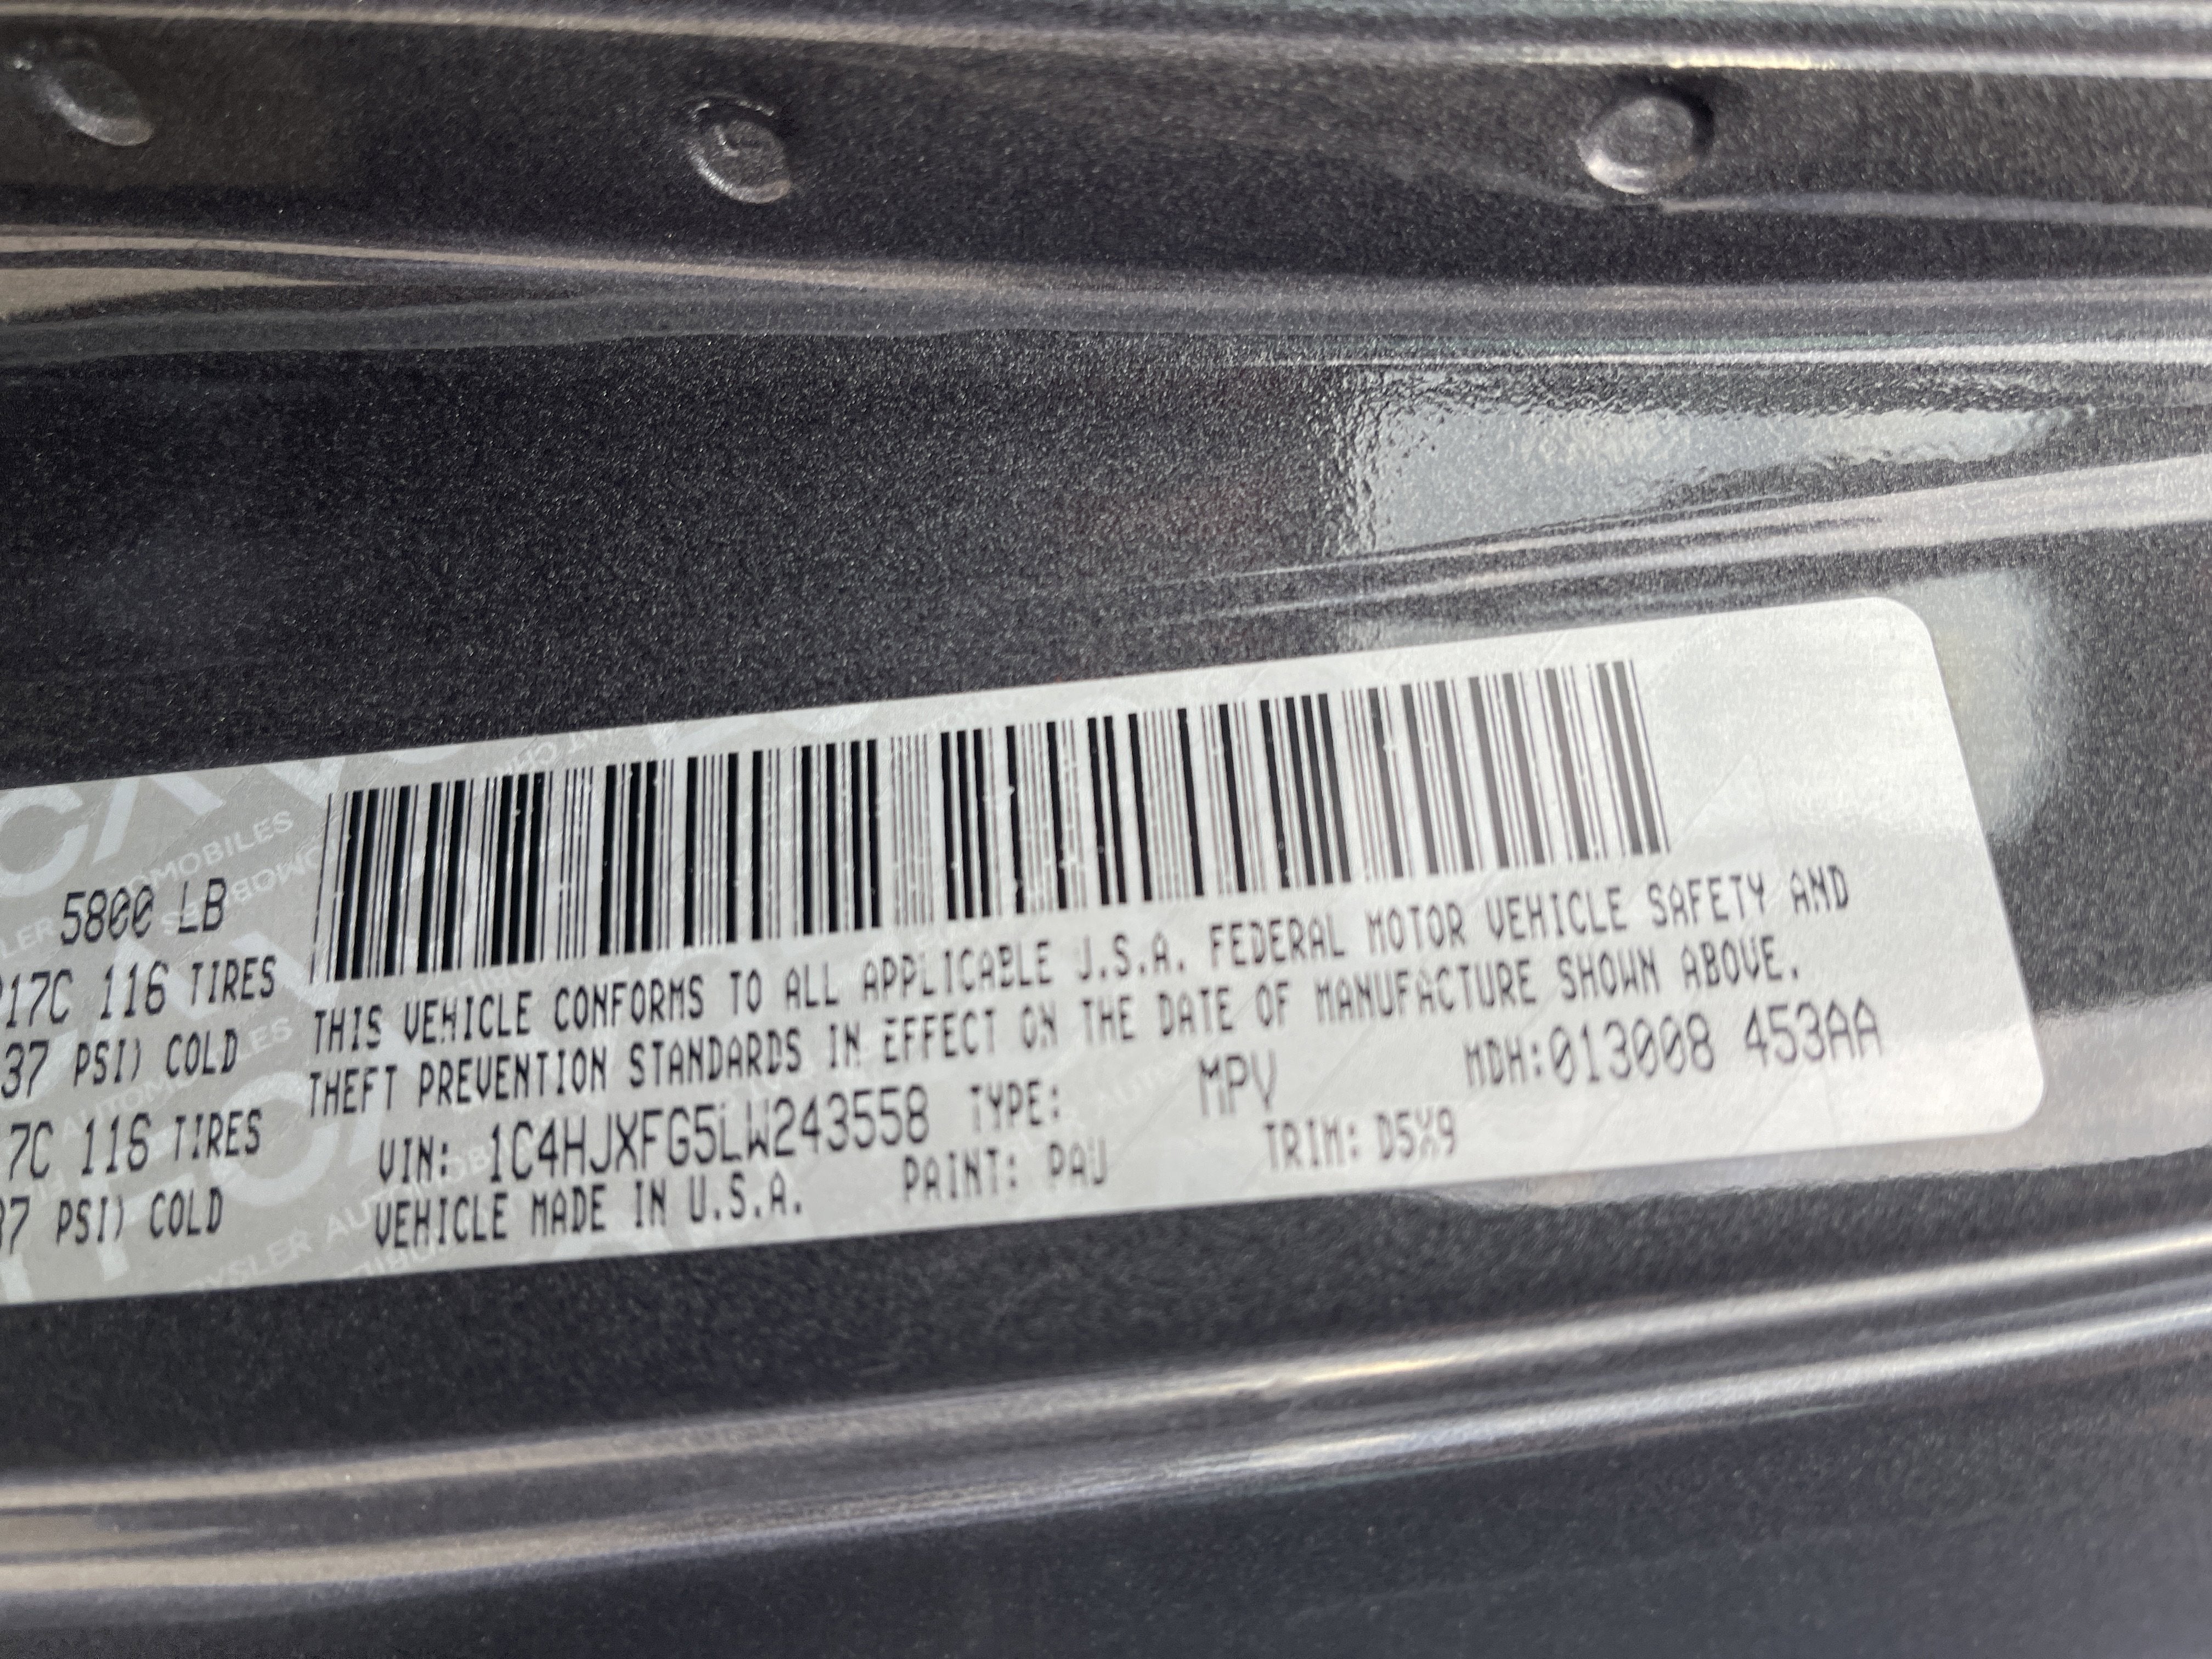 5800 LB
17C 116 TIRES
37 PSI) COLD
7C 116 TIRES
37 PSI) COLD
THIS VEHICLE CONFORMS TO ALL APPLICABLE U.S.A. FEDERAL MOTOR VEHICLE SAFETY AND
THEFT PREVENTION STANDARDS IN EFFECT ON THE DATE OF MANUFACTURE SHOWN ABOVE.
VIN: 1C4HJXFG5LW243558 TYPE: MPV MDH:013008 453AA
VEHICLE MADE IN U.S.A. PAINT: PAU TRIM: D5X9